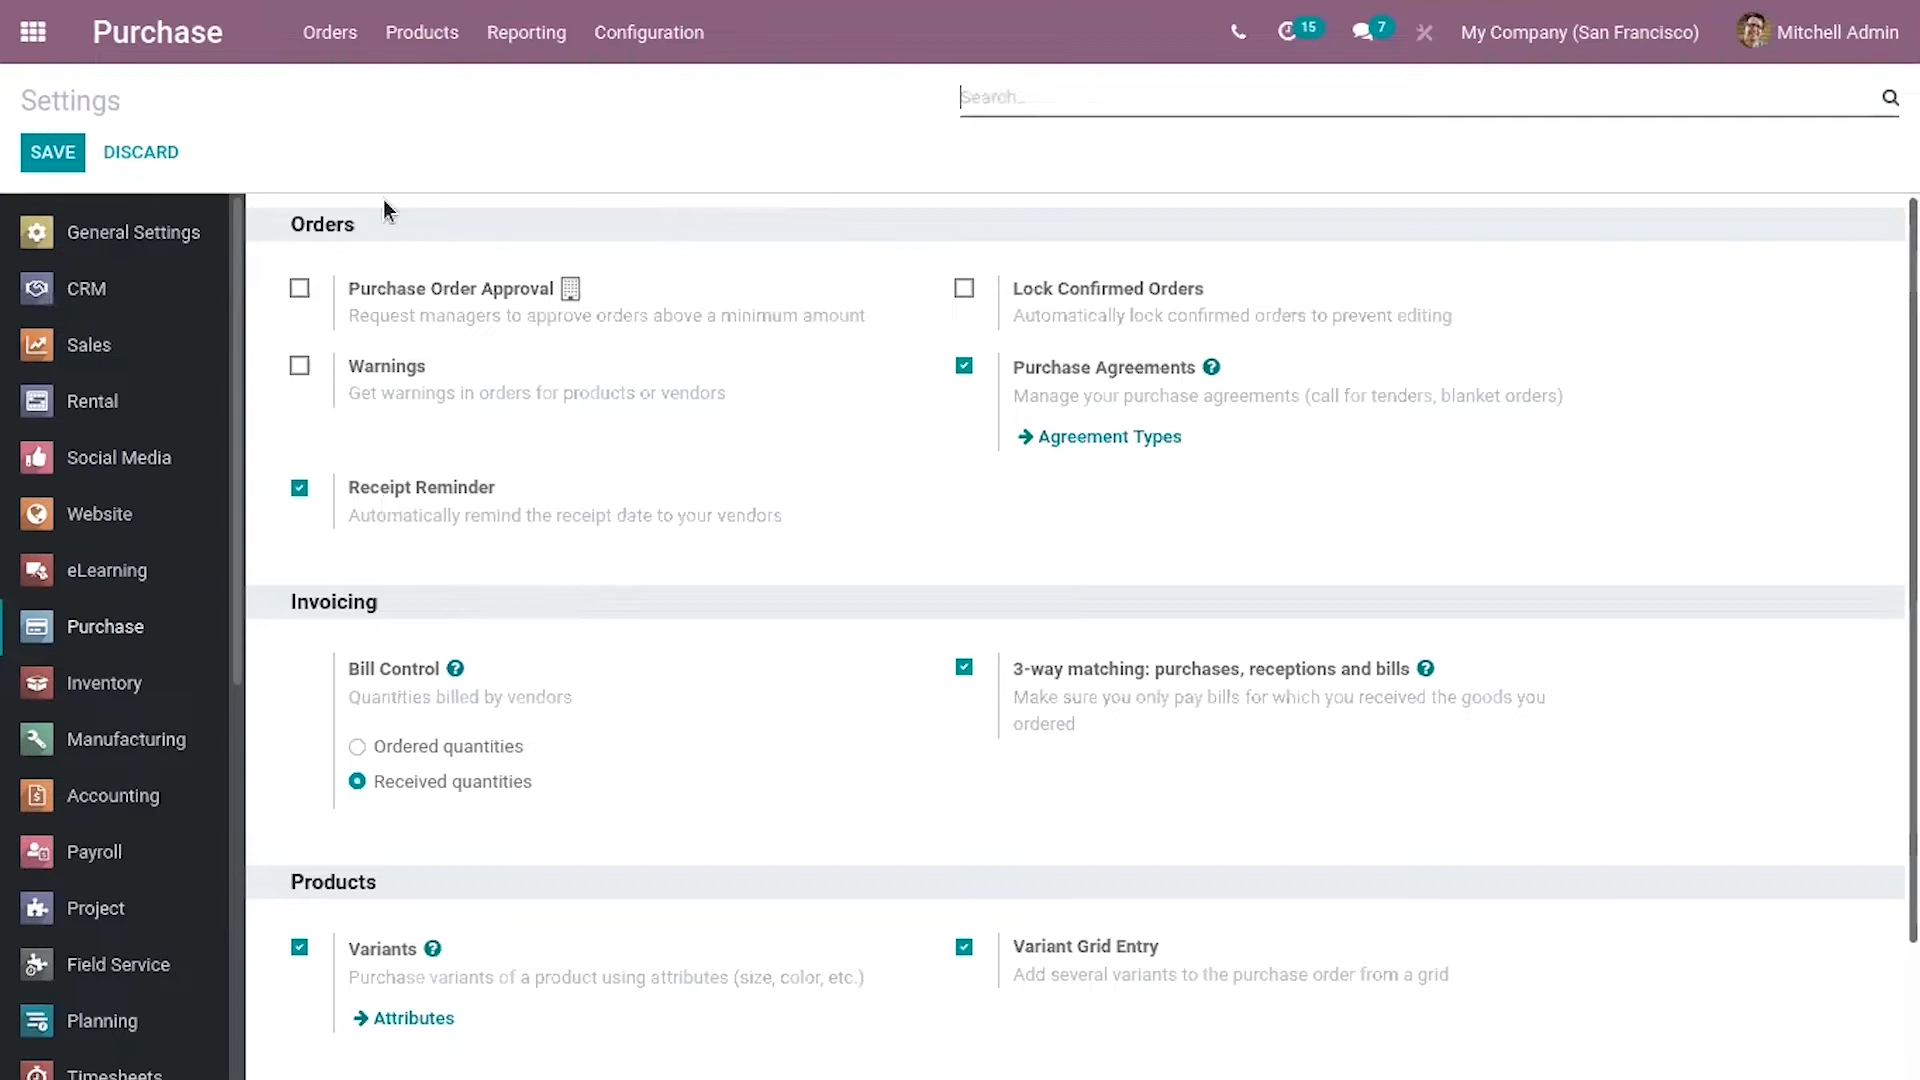 Purchase Orders Products Reporting Configuration 15 7 My Company (San Francisco) Mitchell Admin
Settings
Search...
SAVE DISCARD
General Settings
CRM
Sales
Rental
Social Media
Website
eLearning
Purchase
Inventory
Manufacturing
Accounting
Payroll
Project
Field Service
Planning
Timesheets
Orders
Purchase Order Approval
Request managers to approve orders above a minimum amount
Lock Confirmed Orders
Automatically lock confirmed orders to prevent editing
Warnings
Get warnings in orders for products or vendors
Purchase Agreements ?
Manage your purchase agreements (call for tenders, blanket orders)
Agreement Types
Receipt Reminder
Automatically remind the receipt date to your vendors
Invoicing
Bill Control ?
Quantities billed by vendors
Ordered quantities
Received quantities
3-way matching: purchases, receptions and bills ?
Make sure you only pay bills for which you received the goods you
ordered
Products
Variants ?
Purchase variants of a product using attributes (size, color, etc.)
Attributes
Variant Grid Entry
Add several variants to the purchase order from a grid